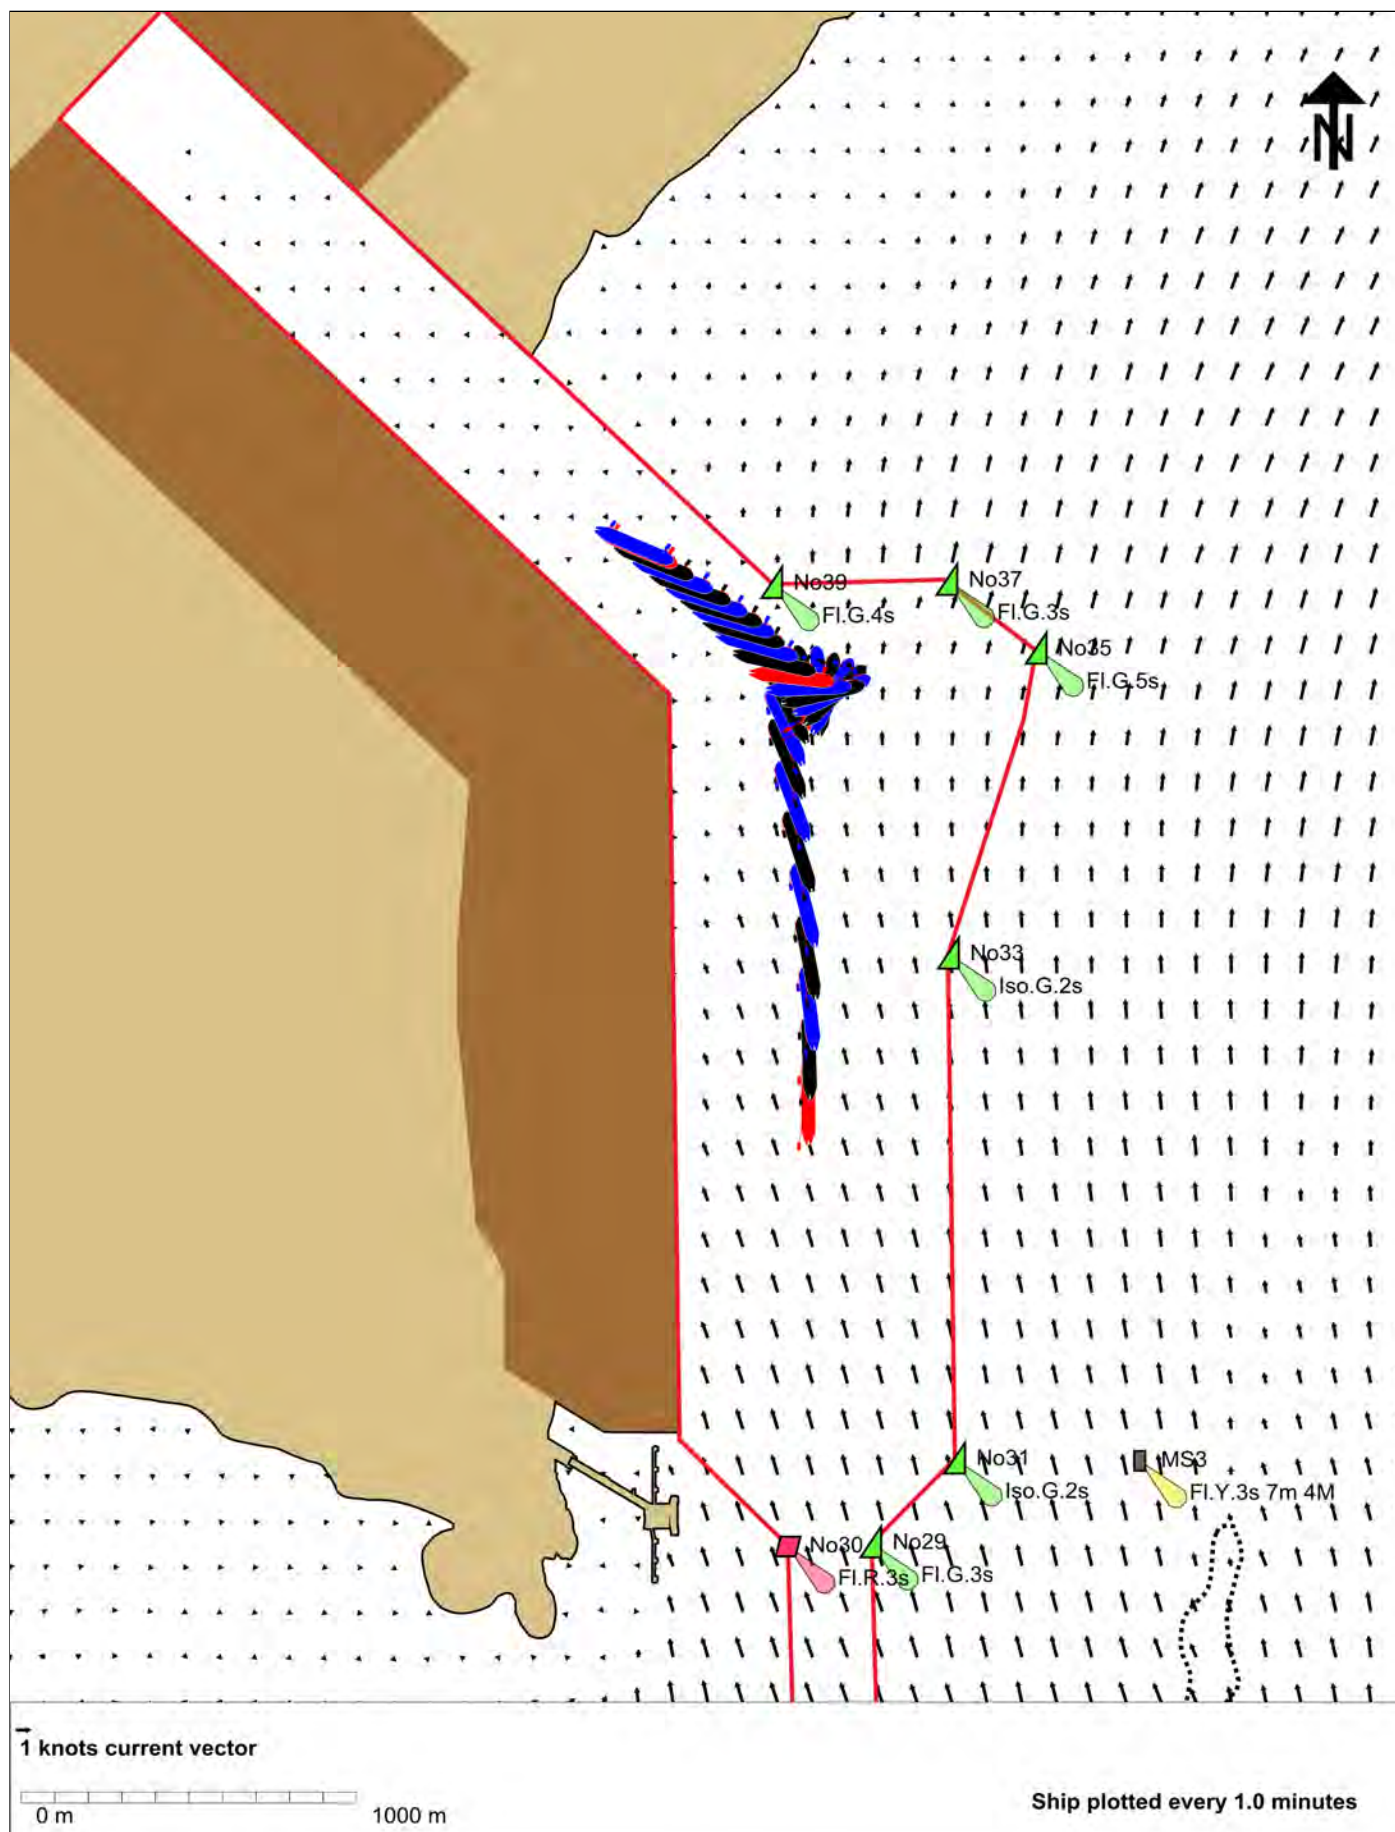 N
No39
Fl.G.4s
No37
Fl.G.3s
No35
Fl.G.5s
No33
Iso.G.2s
No31
Iso.G.2s
MS3
Fl.Y.3s 7m 4M
No30
Fl.R.3s
No29
Fl.G.3s
1 knots current vector
0 m
1000 m
Ship plotted every 1.0 minutes